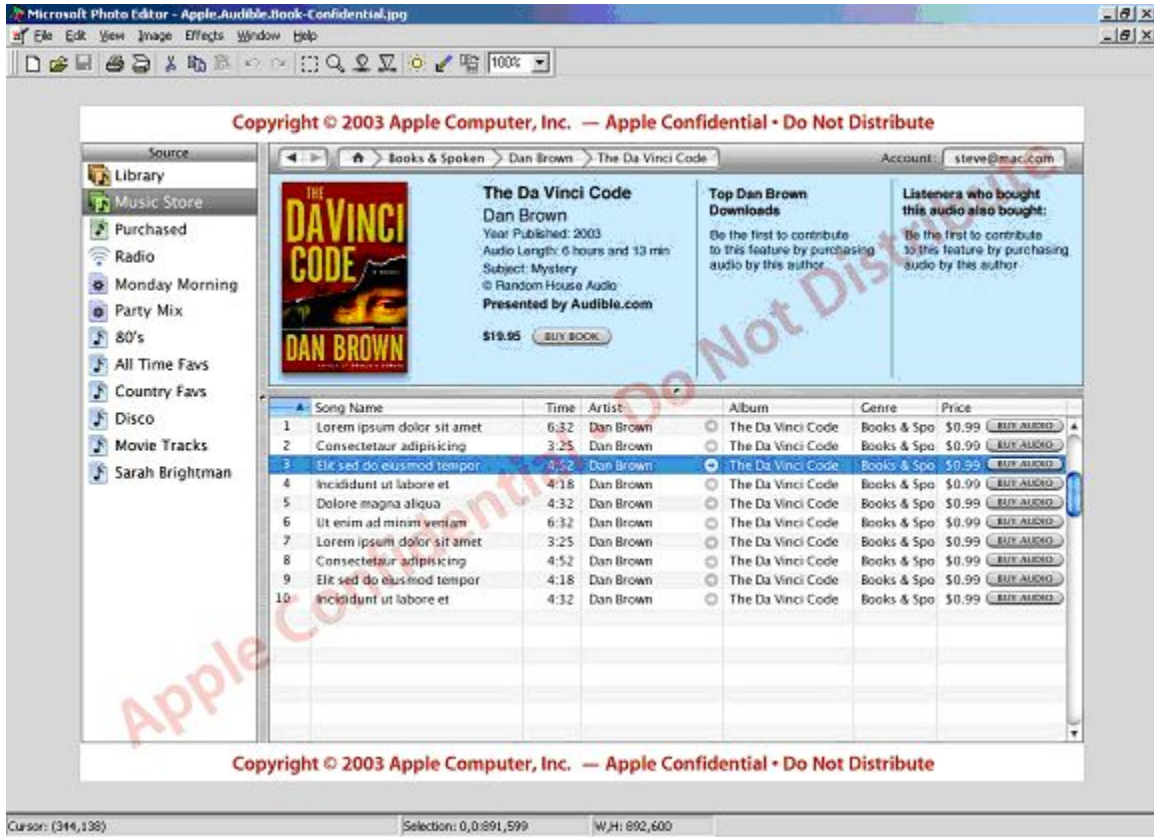 Microsoft Photo Editor - Apple.Audible.Book-Confidential.jpg
File Edit View Image Effects Window Help
100%
Copyright © 2003 Apple Computer, Inc. — Apple Confidential • Do Not Distribute
Source
Library
Music Store
Purchased
Radio
Monday Morning
Party Mix
80's
All Time Favs
Country Favs
Disco
Movie Tracks
Sarah Brightman
Books & Spoken Dan Brown The Da Vinci Code Account: steve@mac.com
THE
DA VINCI
CODE
DAN BROWN
The Da Vinci Code
Dan Brown
Year Published: 2003
Audio Length: 6 hours and 13 min
Subject: Mystery
© Random House Audio
Presented by Audible.com
$19.95 BUY BOOK
Top Dan Brown
Downloads
Be the first to contribute
to this feature by purchasing
audio by this author
Listeners who bought
this audio also bought:
Be the first to contribute
to this feature by purchasing
audio by this author
Song Name Time Artist Album Genre Price
1 Lorem ipsum dolor sit amet 6:32 Dan Brown The Da Vinci Code Books & Spo $0.99 BUY AUDIO
2 Consectetaur adipisicing 3:25 Dan Brown The Da Vinci Code Books & Spo $0.99 BUY AUDIO
3 Elit sed do eiusmod tempor 4:52 Dan Brown The Da Vinci Code Books & Spo $0.99 BUY AUDIO
4 Incididunt ut labore et 4:18 Dan Brown The Da Vinci Code Books & Spo $0.99 BUY AUDIO
5 Dolore magna aliqua 4:32 Dan Brown The Da Vinci Code Books & Spo $0.99 BUY AUDIO
6 Ut enim ad minim veniam 6:32 Dan Brown The Da Vinci Code Books & Spo $0.99 BUY AUDIO
7 Lorem ipsum dolor sit amet 3:25 Dan Brown The Da Vinci Code Books & Spo $0.99 BUY AUDIO
8 Consectetaur adipisicing 4:52 Dan Brown The Da Vinci Code Books & Spo $0.99 BUY AUDIO
9 Elit sed do eiusmod tempor 4:18 Dan Brown The Da Vinci Code Books & Spo $0.99 BUY AUDIO
10 Incididunt ut labore et 4:32 Dan Brown The Da Vinci Code Books & Spo $0.99 BUY AUDIO
Apple Confidential • Do Not Distribute
Copyright © 2003 Apple Computer, Inc. — Apple Confidential • Do Not Distribute
Cursor: (344,138) Selection: 0,0:891,599 W,H: 892,600